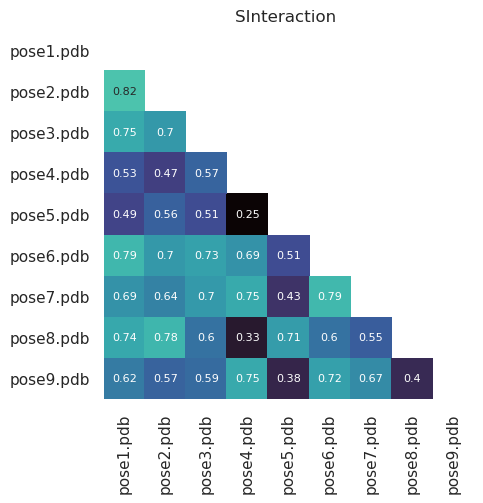 SInteraction
pose1.pdb
pose2.pdb 0.82
pose3.pdb 0.75 0.7
pose4.pdb 0.53 0.47 0.57
pose5.pdb 0.49 0.56 0.51 0.25
pose6.pdb 0.79 0.7 0.73 0.69 0.51
pose7.pdb 0.69 0.64 0.7 0.75 0.43 0.79
pose8.pdb 0.74 0.78 0.6 0.33 0.71 0.6 0.55
pose9.pdb 0.62 0.57 0.59 0.75 0.38 0.72 0.67 0.4
pose1.pdb pose2.pdb pose3.pdb pose4.pdb pose5.pdb pose6.pdb pose7.pdb pose8.pdb pose9.pdb